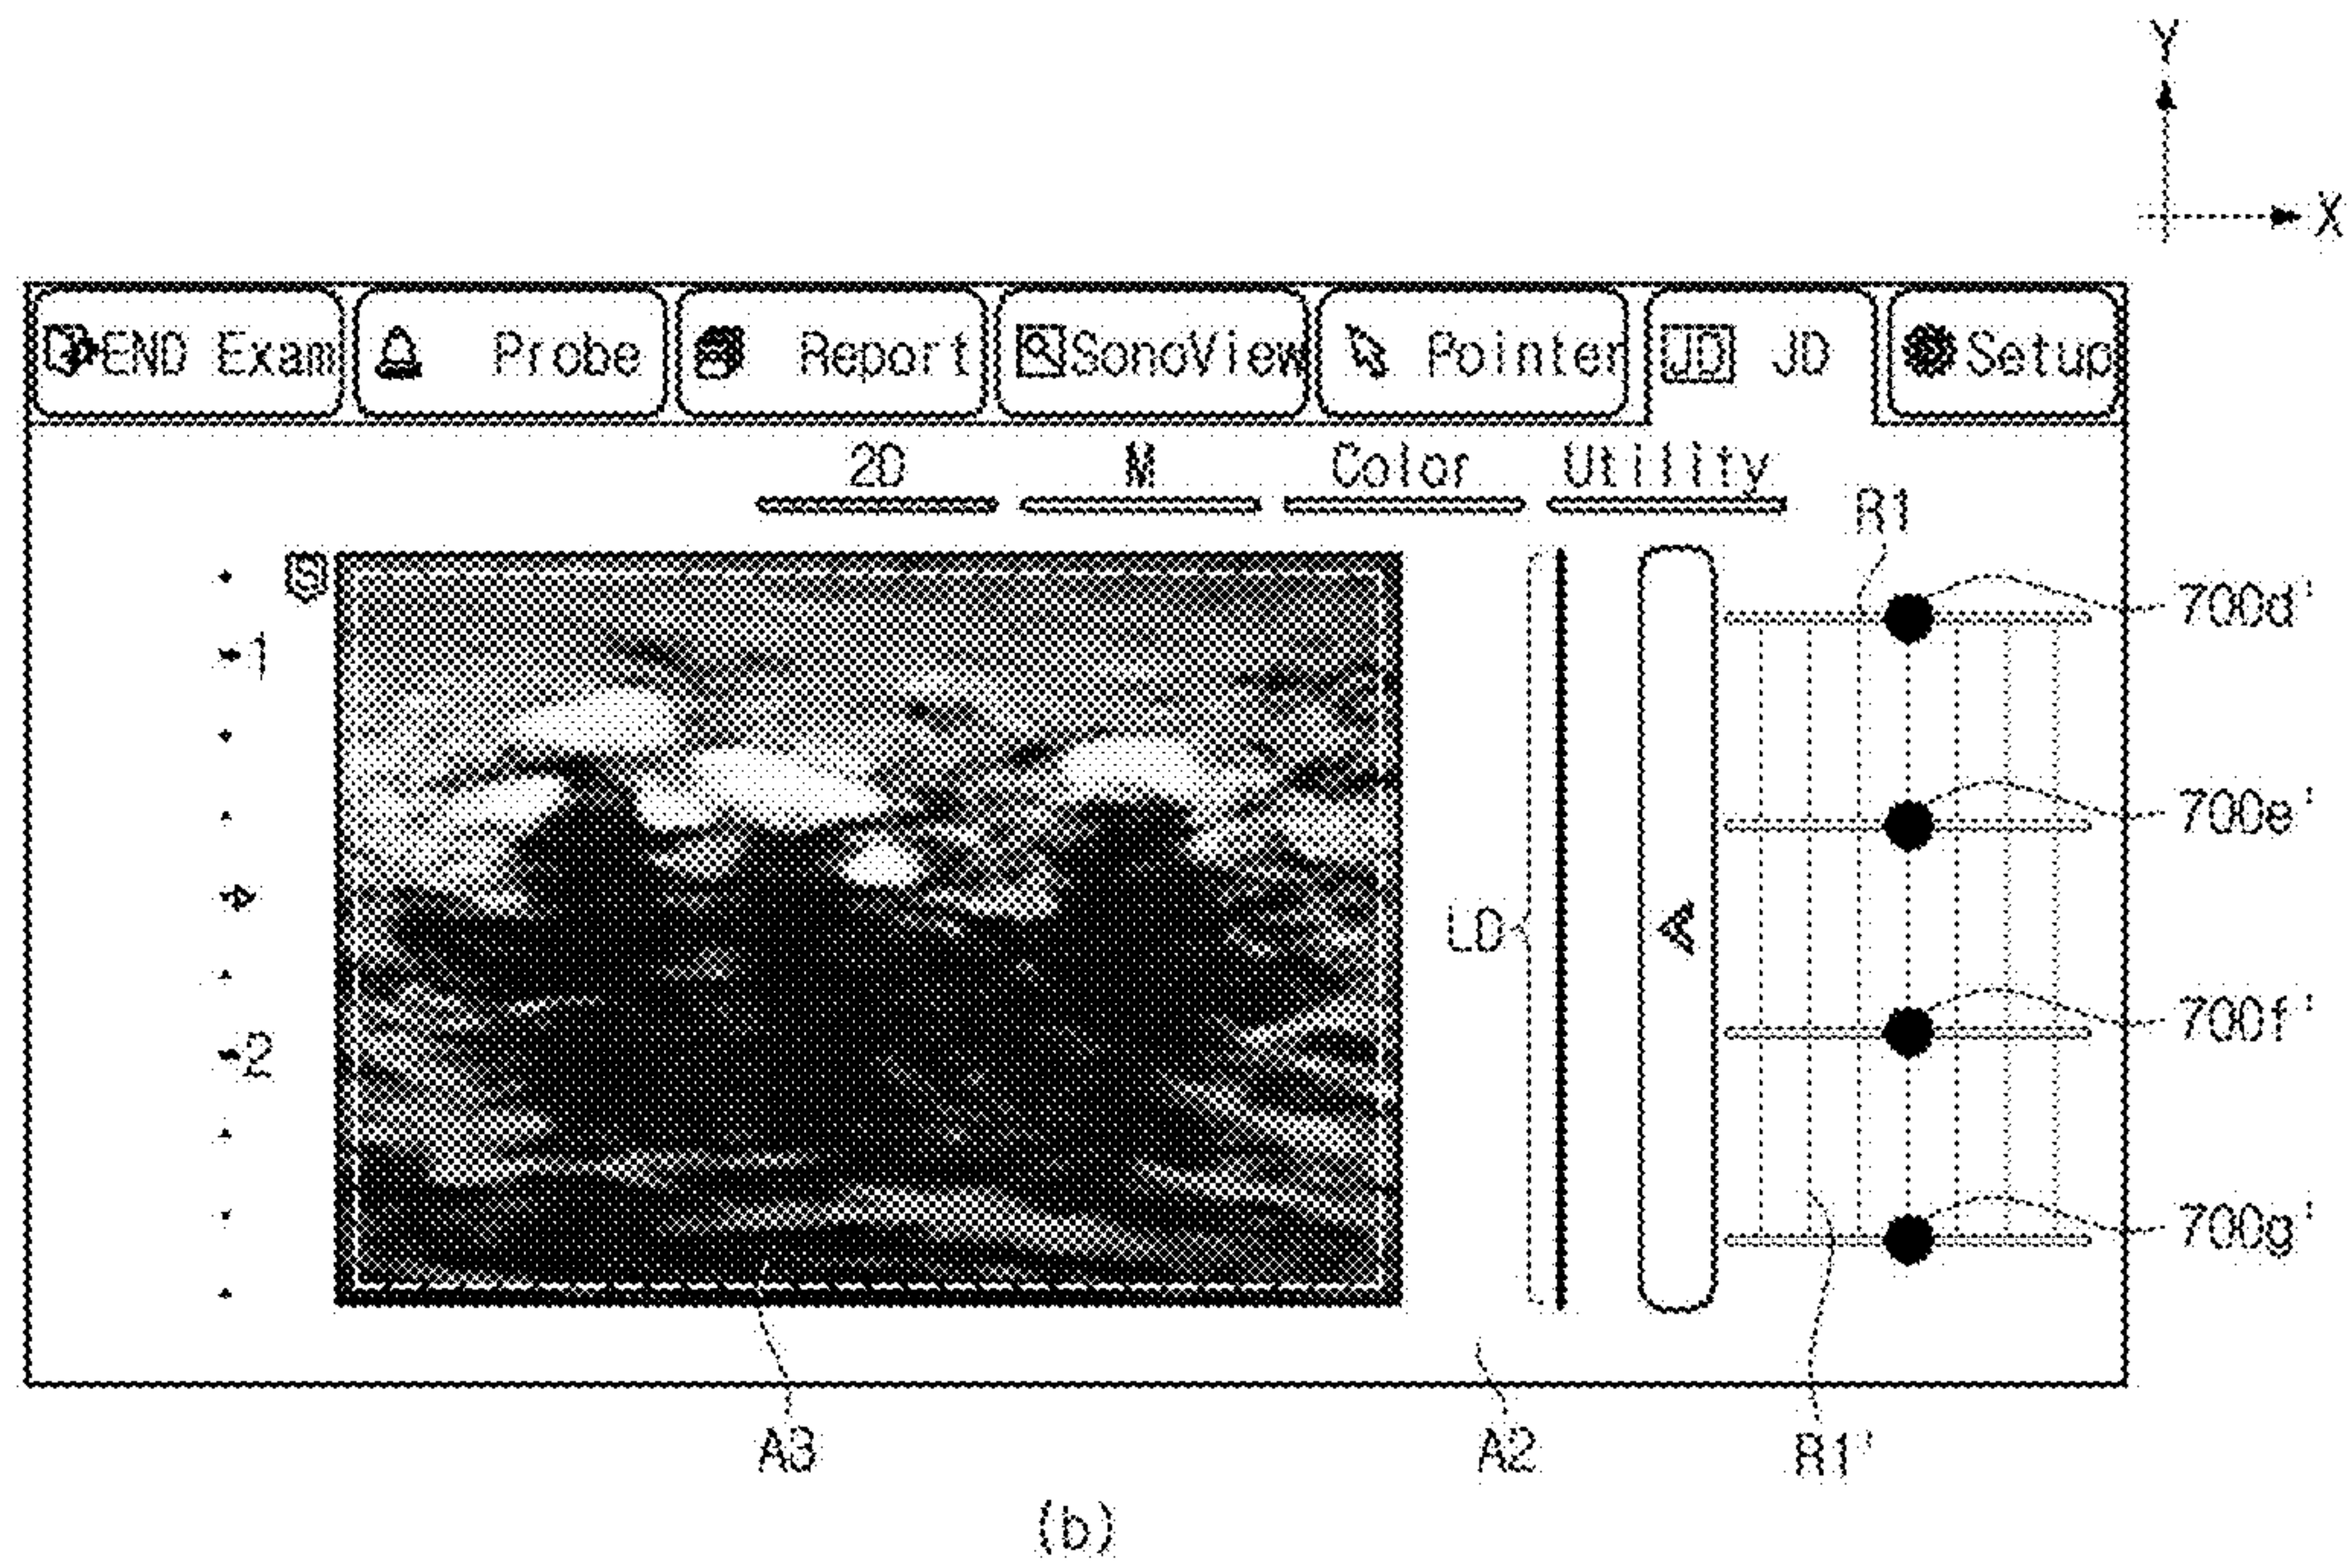 Y
X
END Exam Probe Report SonoView Pointer JD JD Setup
2D M Color Utility
R1
S
700d'
1
700e'
LD
700f'
2
700g'
A3 A2 R1'
(b)